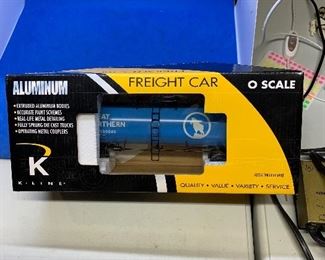 ALUMINUM
FREIGHT CAR
O SCALE
• EXTRUDED ALUMINUM BODIES
• ACCURATE PAINT SCHEMES
• REAL-LIFE METAL DETAILING
• FULLY SPRUNG DIE CAST TRUCKS
• OPERATING METAL COUPLERS
K
K-LINE
QUALITY • VALUE • VARIETY • SERVICE